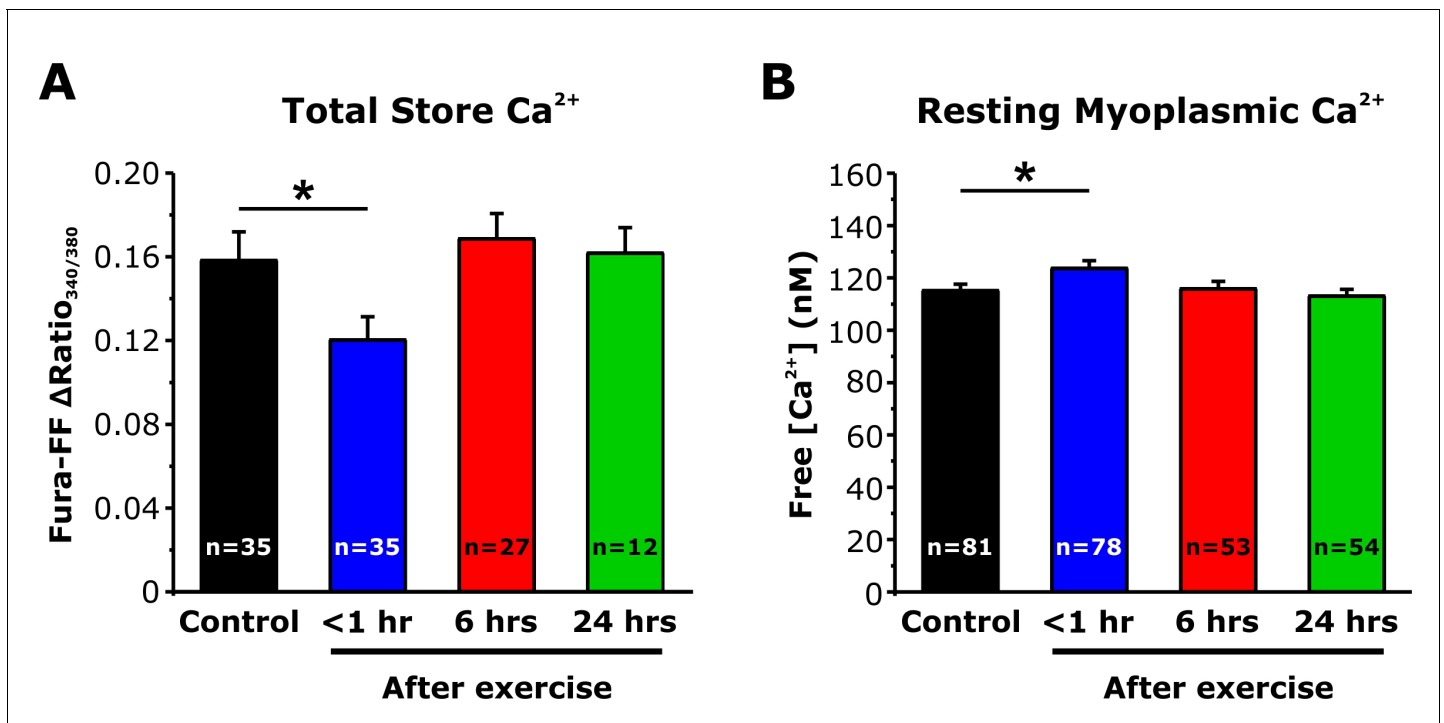 A
Total Store Ca²⁺
Fura-FF ΔRatio340/380
0.20
0.16
0.12
0.08
0.04
0
*
n=35
n=35
n=27
n=12
Control
<1 hr
6 hrs
24 hrs
After exercise
B
Resting Myoplasmic Ca²⁺
Free [Ca²⁺] (nM)
160
140
120
100
80
60
40
20
0
*
n=81
n=78
n=53
n=54
Control
<1 hr
6 hrs
24 hrs
After exercise